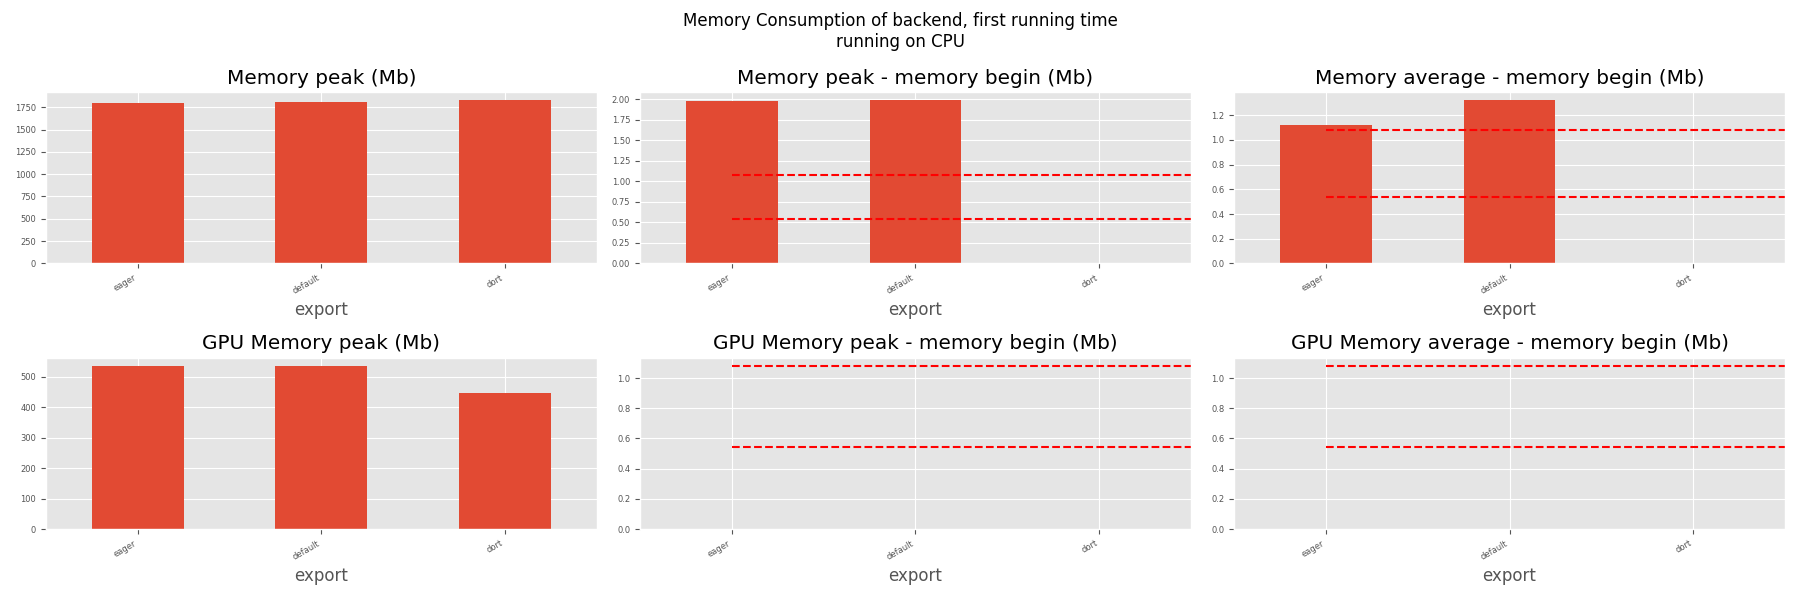 Memory Consumption of backend, first running time
running on CPU
Memory peak (Mb)
1750
1500
1250
1000
750
500
250
0
eager
default
dort
export
Memory peak - memory begin (Mb)
2.00
1.75
1.50
1.25
1.00
0.75
0.50
0.25
0.00
eager
default
dort
export
Memory average - memory begin (Mb)
1.2
1.0
0.8
0.6
0.4
0.2
0.0
eager
default
dort
export
GPU Memory peak (Mb)
500
400
300
200
100
0
eager
default
dort
export
GPU Memory peak - memory begin (Mb)
1.0
0.8
0.6
0.4
0.2
0.0
eager
default
dort
export
GPU Memory average - memory begin (Mb)
1.0
0.8
0.6
0.4
0.2
0.0
eager
default
dort
export